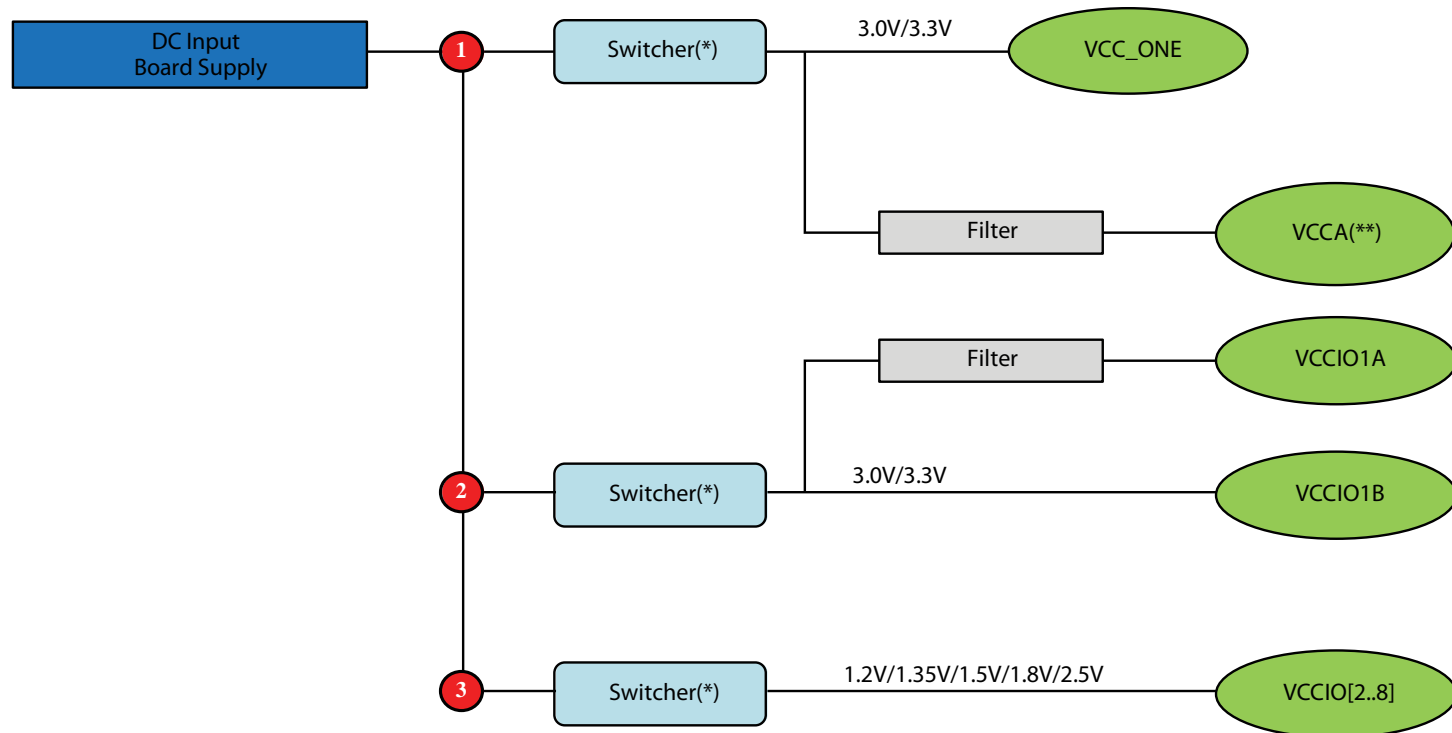 DC Input
Board Supply
1
Switcher(*)
3.0V/3.3V
VCC_ONE
Filter
VCCA(**)
Filter
VCCIO1A
2
Switcher(*)
3.0V/3.3V
VCCIO1B
3
Switcher(*)
1.2V/1.35V/1.5V/1.8V/2.5V
VCCIO[2..8]